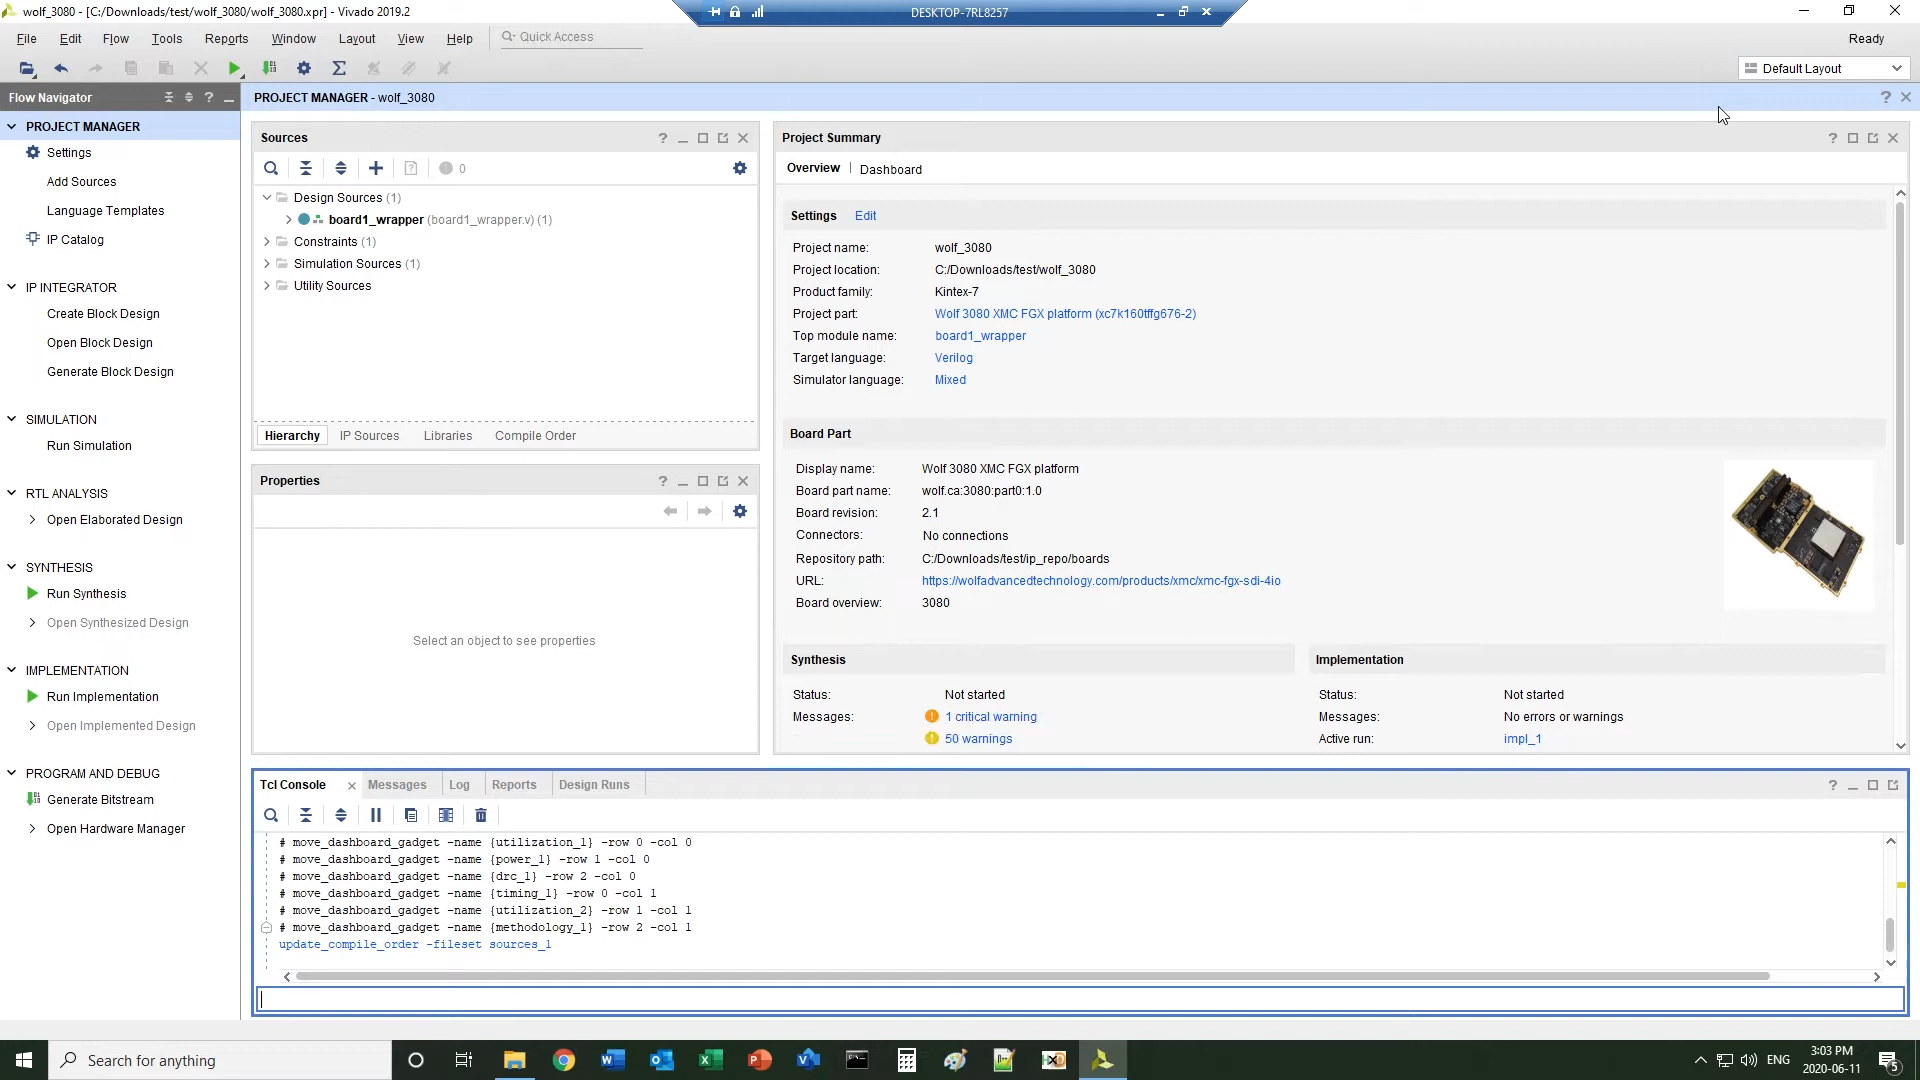 wolf_3080 - [C:/Downloads/test/wolf_3080/wolf_3080.xpr] - Vivado 2019.2
DESKTOP-7RL8257
File Edit Flow Tools Reports Window Layout View Help Quick Access
Ready
Default Layout
Flow Navigator
PROJECT MANAGER
Settings
Add Sources
Language Templates
IP Catalog
IP INTEGRATOR
Create Block Design
Open Block Design
Generate Block Design
SIMULATION
Run Simulation
RTL ANALYSIS
Open Elaborated Design
SYNTHESIS
Run Synthesis
Open Synthesized Design
IMPLEMENTATION
Run Implementation
Open Implemented Design
PROGRAM AND DEBUG
Generate Bitstream
Open Hardware Manager
PROJECT MANAGER - wolf_3080
Sources
0
Design Sources (1)
board1_wrapper (board1_wrapper.v) (1)
Constraints (1)
Simulation Sources (1)
Utility Sources
Hierarchy IP Sources Libraries Compile Order
Properties
Select an object to see properties
Project Summary
Overview | Dashboard
Settings Edit
Project name: wolf_3080
Project location: C:/Downloads/test/wolf_3080
Product family: Kintex-7
Project part: Wolf 3080 XMC FGX platform (xc7k160tffg676-2)
Top module name: board1_wrapper
Target language: Verilog
Simulator language: Mixed
Board Part
Display name: Wolf 3080 XMC FGX platform
Board part name: wolf.ca:3080:part0:1.0
Board revision: 2.1
Connectors: No connections
Repository path: C:/Downloads/test/ip_repo/boards
URL: https://wolfadvancedtechnology.com/products/xmc/xmc-fgx-sdi-4io
Board overview: 3080
Synthesis
Status: Not started
Messages: 1 critical warning
50 warnings
Implementation
Status: Not started
Messages: No errors or warnings
Active run: impl_1
Tcl Console Messages Log Reports Design Runs
# move_dashboard_gadget -name {utilization_1} -row 0 -col 0
# move_dashboard_gadget -name {power_1} -row 1 -col 0
# move_dashboard_gadget -name {drc_1} -row 2 -col 0
# move_dashboard_gadget -name {timing_1} -row 0 -col 1
# move_dashboard_gadget -name {utilization_2} -row 1 -col 1
# move_dashboard_gadget -name {methodology_1} -row 2 -col 1
update_compile_order -fileset sources_1
Search for anything
ENG
3:03 PM
2020-06-11
5